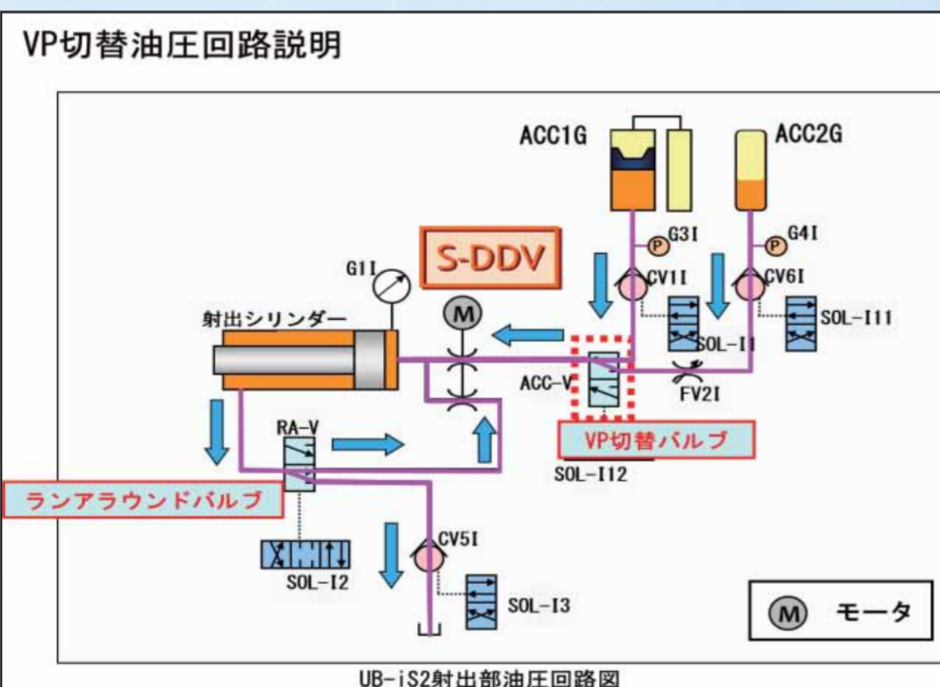 VP切替油圧回路説明
ACC1G
ACC2G
G3I
P
G4I
P
S-DDV
G1I
CV1I
CV6I
M
射出シリンダー
SOL-I1
SOL-I11
ACC-V
FV2I
RA-V
VP切替バルブ
SOL-I12
ランアラウンドバルブ
CV5I
SOL-I2
SOL-I3
M モータ
UB-iS2射出部油圧回路図